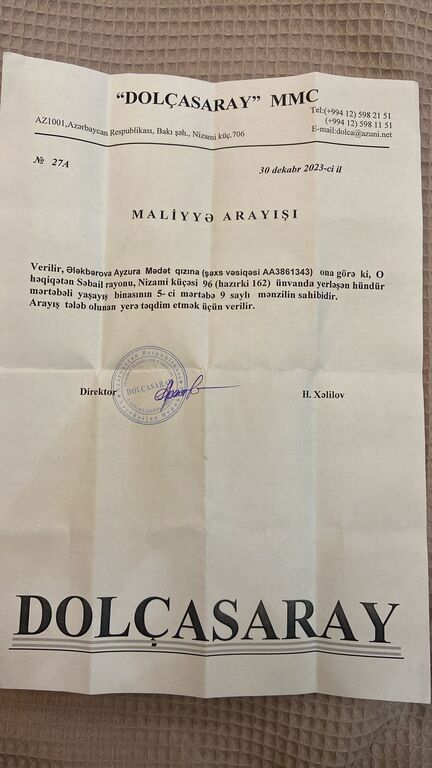 "DOLÇASARAY" MMC
AZ1001,Azərbaycan Respublikası, Bakı şəh., Nizami küç.706
Tel:(+994 12) 598 21 51
(+994 12) 598 11 51
E-mail:dolca@azuni.net
№ 27A
30 dekabr 2023-ci il
MALİYYƏ ARAYIŞI
Verilir, Ələkbərova Ayzura Mədət qızına (şəxs vəsiqəsi AA3861343) ona görə ki, O
həqiqətən Səbail rayonu, Nizami küçəsi 96 (hazırki 162) ünvanda yerləşən hündür
mərtəbəli yaşayış binasının 5- ci mərtəbə 9 saylı mənzilin sahibidir.
Arayış tələb olunan yerə təqdim etmək üçün verilir.
Direktor
DOLÇASARAY
H. Xəlilov
DOLÇASARAY